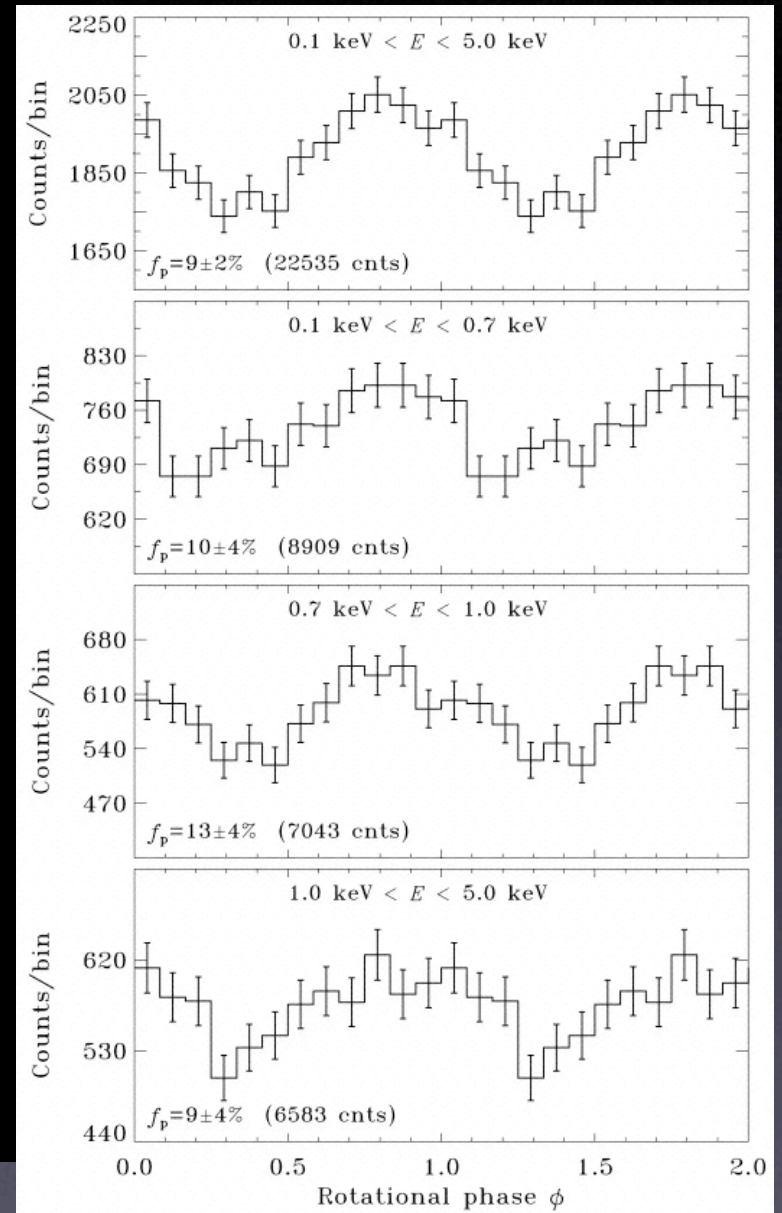 2250
0.1 keV < E < 5.0 keV
2050
1850
1650
Counts/bin
fp=9±2% (22535 cnts)
0.1 keV < E < 0.7 keV
830
760
690
620
Counts/bin
fp=10±4% (8909 cnts)
0.7 keV < E < 1.0 keV
680
610
540
470
Counts/bin
fp=13±4% (7043 cnts)
1.0 keV < E < 5.0 keV
620
530
440
Counts/bin
fp=9±4% (6583 cnts)
0.0 0.5 1.0 1.5 2.0
Rotational phase ϕ